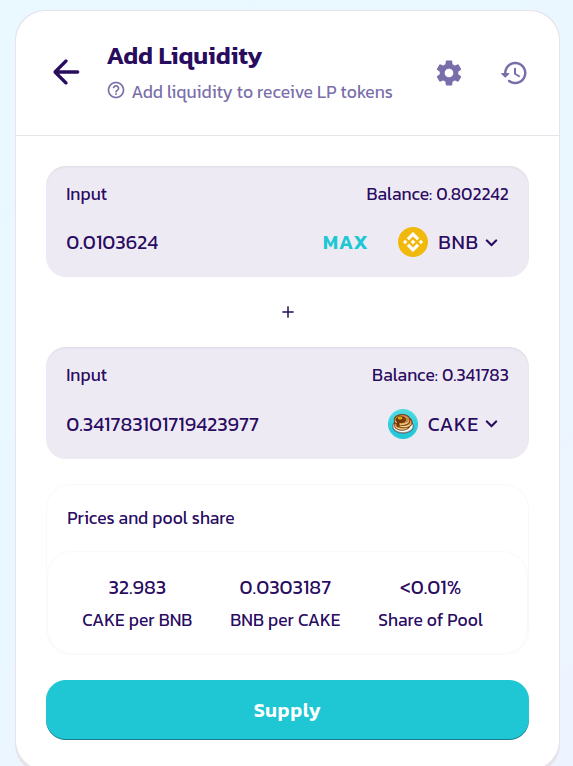 Add Liquidity
Add liquidity to receive LP tokens
Input Balance: 0.802242
0.0103624 MAX BNB
+
Input Balance: 0.341783
0.341783101719423977 CAKE
Prices and pool share
32.983 0.0303187 <0.01%
CAKE per BNB BNB per CAKE Share of Pool
Supply